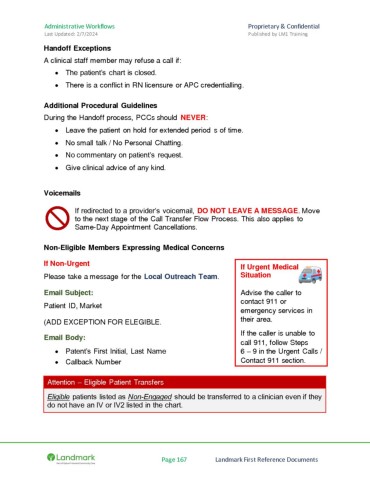 Administrative Workflows
Proprietary & Confidential
Last Updated: 2/7/2024
Published by LMS Training
Handoff Exceptions
A clinical staff member may refuse a call if:
• The patient's chart is closed.
• There is a conflict in RN licensure or APC credentialling.
Additional Procedural Guidelines
During the Handoff process, PCCs should NEVER:
• Leave the patient on hold for extended period s of time.
• No small talk / No Personal Chatting.
• No commentary on patient's request.
• Give clinical advice of any kind.
Voicemails
If redirected to a provider's voicemail, DO NOT LEAVE A MESSAGE. Move
to the next stage of the Call Transfer Flow Process. This also applies to
Same-Day Appointment Cancellations.
Non-Eligible Members Expressing Medical Concerns
If Non-Urgent
Please take a message for the Local Outreach Team.
Email Subject:
Patient ID, Market
(ADD EXCEPTION FOR ELEGIBLE.
Email Body:
• Patent's First Initial, Last Name
• Callback Number
If Urgent Medical
Situation
Advise the caller to
contact 911 or
emergency services in
their area.
If the caller is unable to
call 911, follow Steps
6 – 9 in the Urgent Calls /
Contact 911 section.
Attention – Eligible Patient Transfers
Eligible patients listed as Non-Engaged should be transferred to a clinician even if they
do not have an IV or IV2 listed in the chart.
Landmark
Page 167
Landmark First Reference Documents